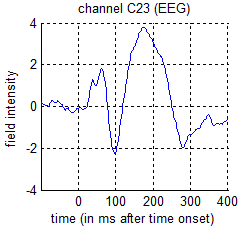 channel C23 (EEG)
4
2
0
-2
-4
field intensity
0 100 200 300 400
time (in ms after time onset)